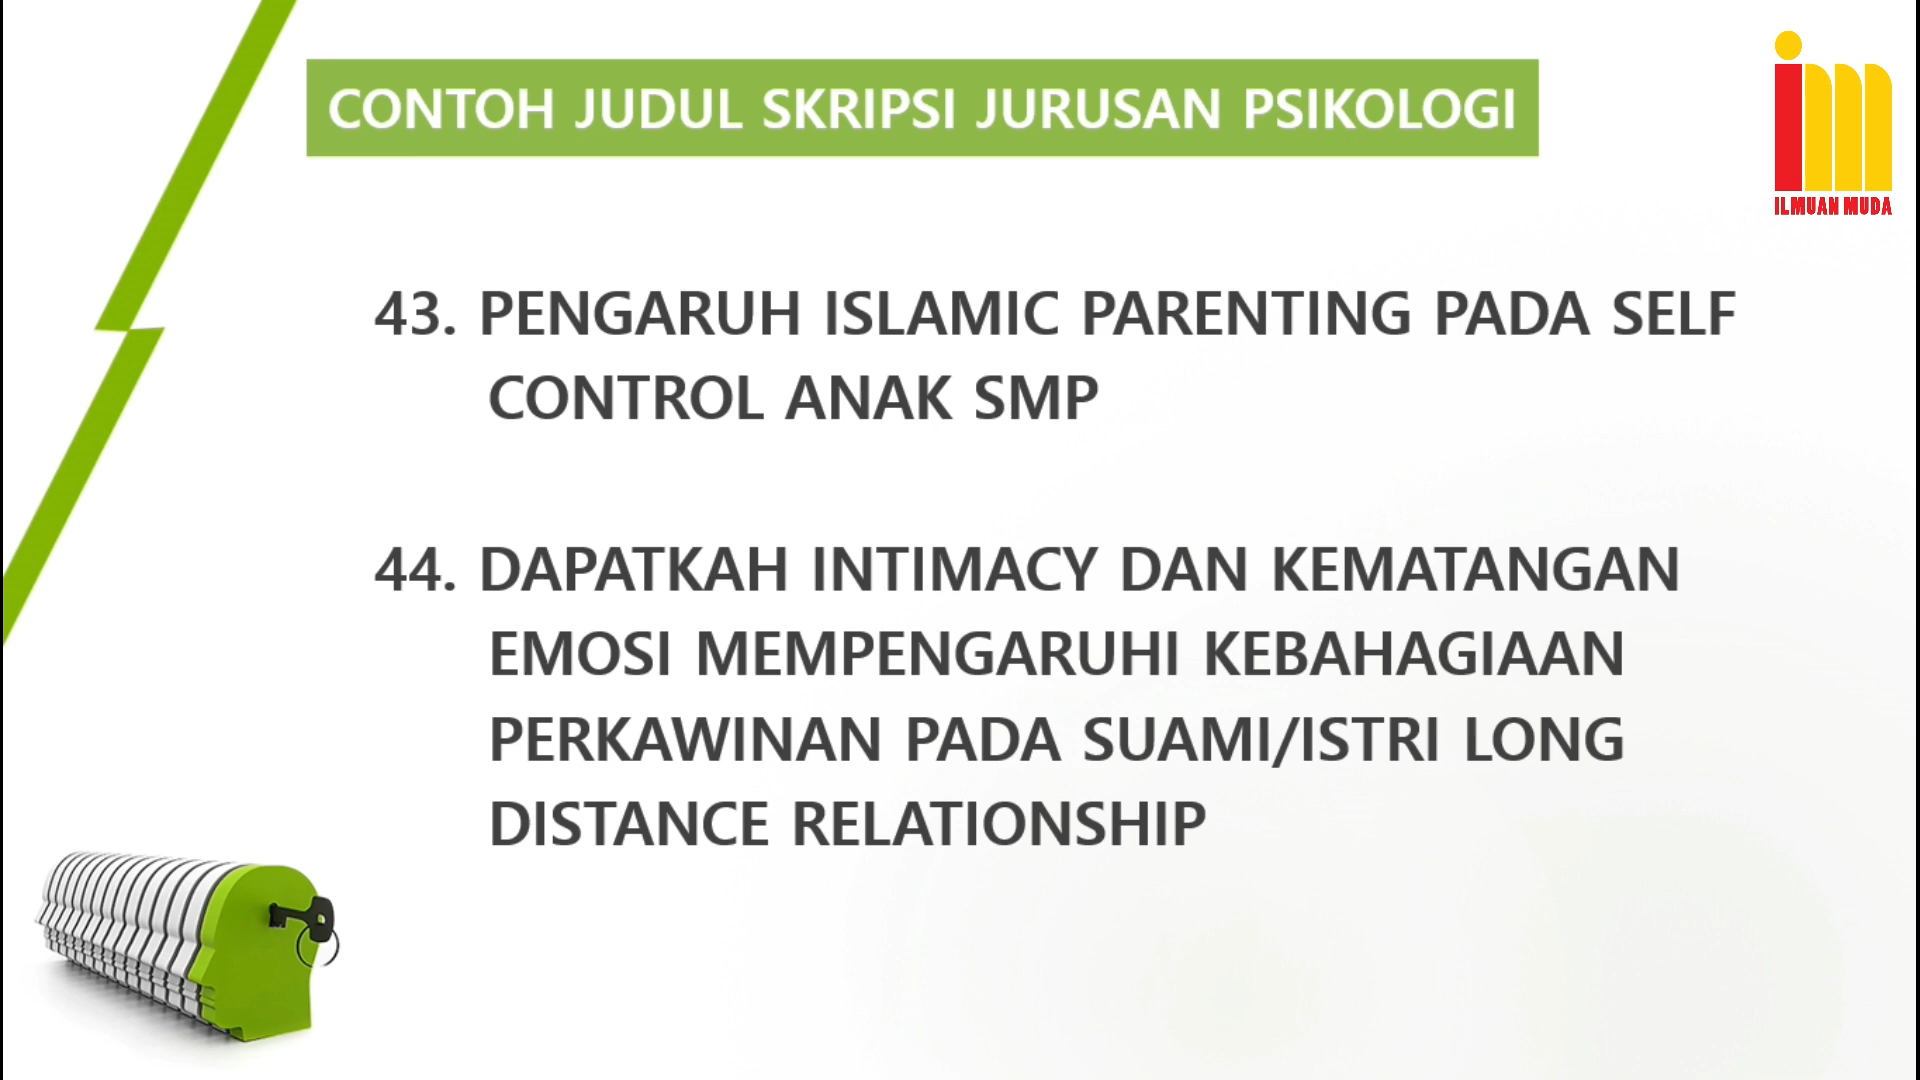 CONTOH JUDUL SKRIPSI JURUSAN PSIKOLOGI
ILMUAN MUDA
43. PENGARUH ISLAMIC PARENTING PADA SELF
CONTROL ANAK SMP
44. DAPATKAH INTIMACY DAN KEMATANGAN
EMOSI MEMPENGARUHI KEBAHAGIAAN
PERKAWINAN PADA SUAMI/ISTRI LONG
DISTANCE RELATIONSHIP